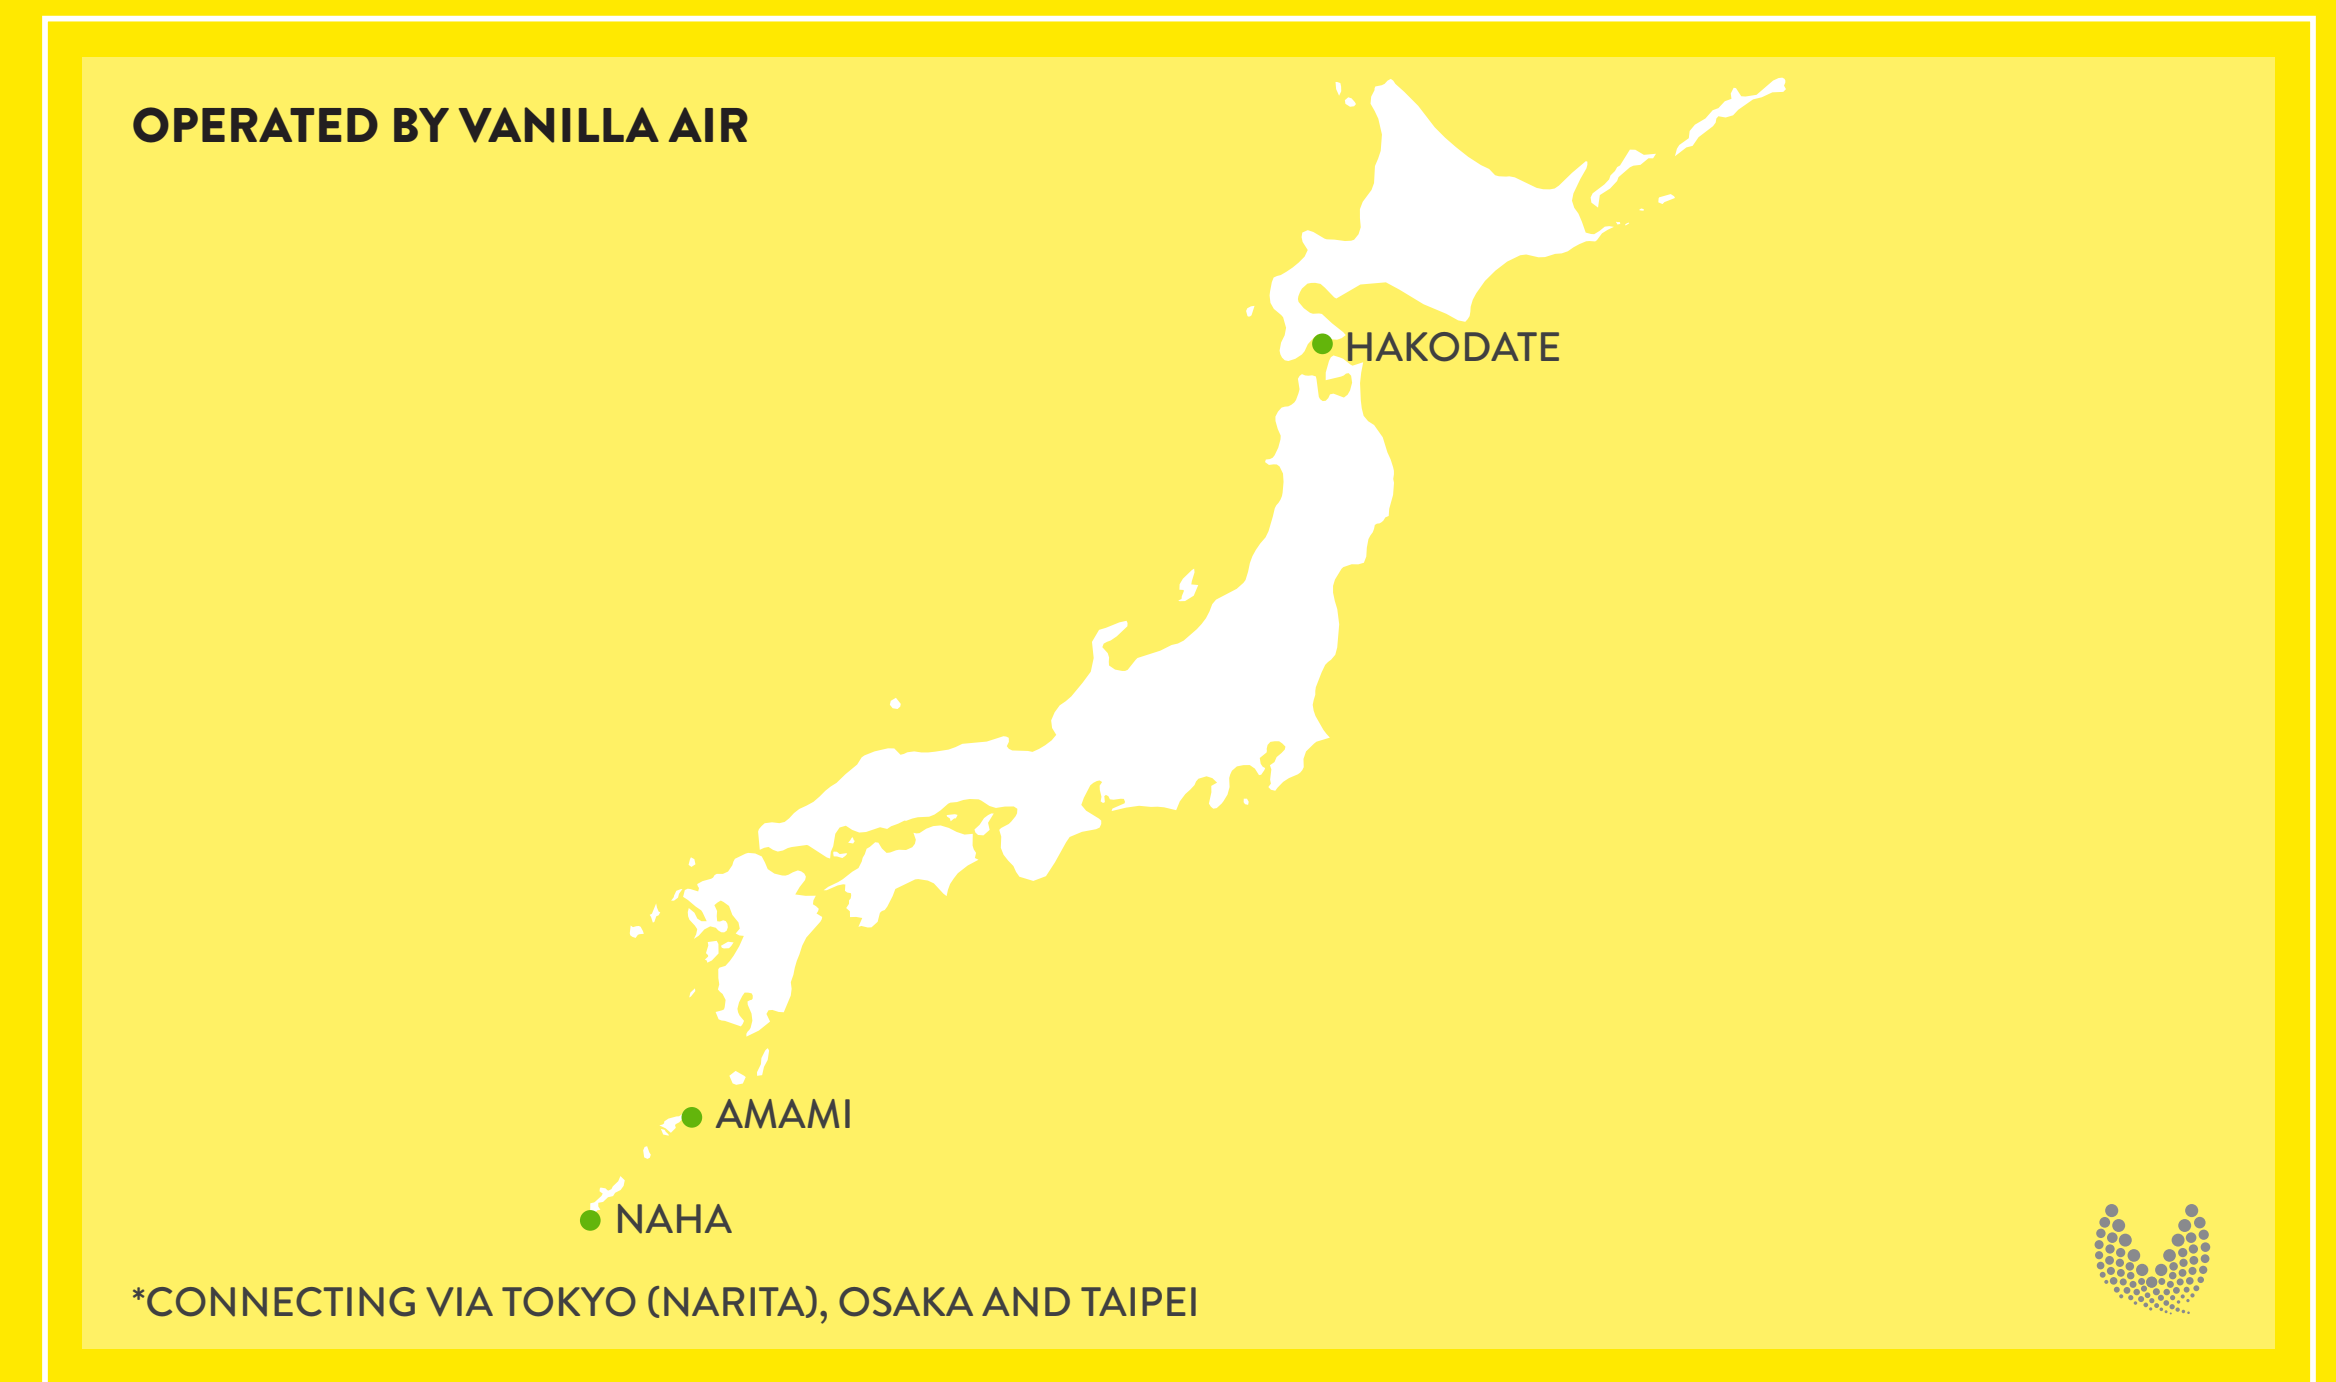 OPERATED BY VANILLA AIR
HAKODATE
AMAMI
NAHA
*CONNECTING VIA TOKYO (NARITA), OSAKA AND TAIPEI